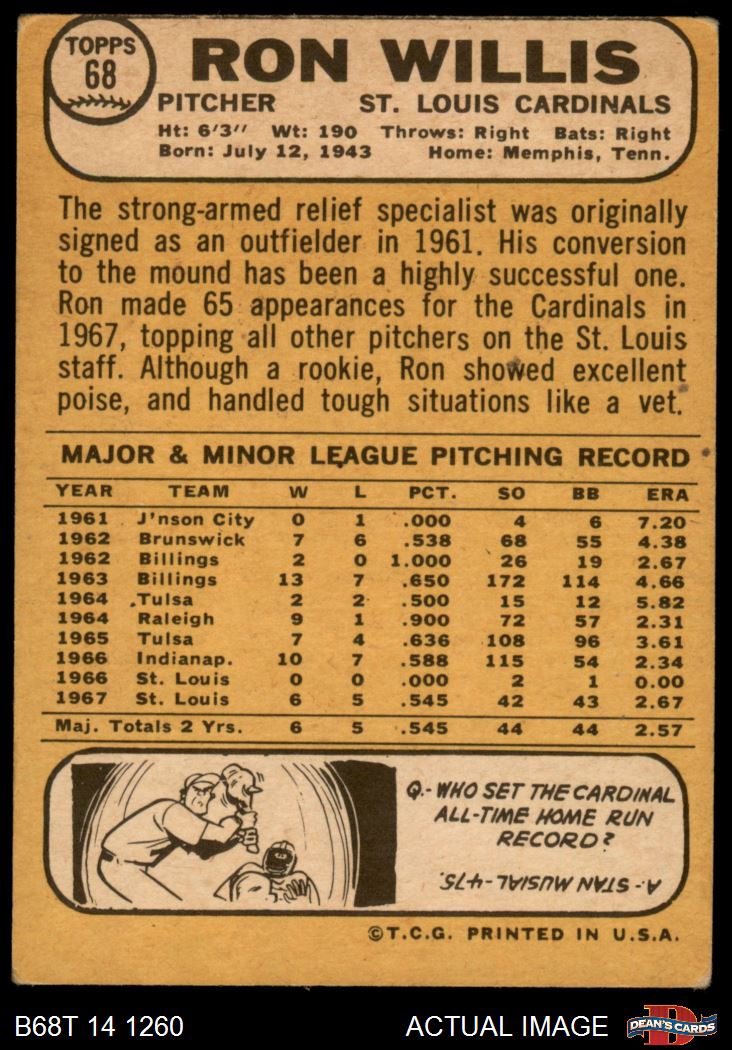 TOPPS
68
RON WILLIS
PITCHER ST. LOUIS CARDINALS
Ht: 6'3" Wt: 190 Throws: Right Bats: Right
Born: July 12, 1943 Home: Memphis, Tenn.
The strong-armed relief specialist was originally
signed as an outfielder in 1961. His conversion
to the mound has been a highly successful one.
Ron made 65 appearances for the Cardinals in
1967, topping all other pitchers on the St. Louis
staff. Although a rookie, Ron showed excellent
poise, and handled tough situations like a vet.
MAJOR & MINOR LEAGUE PITCHING RECORD
YEAR TEAM W L PCT. SO BB ERA
1961 J'nson City 0 1 .000 4 6 7.20
1962 Brunswick 7 6 .538 68 55 4.38
1962 Billings 2 0 1.000 26 19 2.67
1963 Billings 13 7 .650 172 114 4.66
1964 Tulsa 2 2 .500 15 12 5.82
1964 Raleigh 9 1 .900 72 57 2.31
1965 Tulsa 7 4 .636 108 96 3.61
1966 Indianap. 10 7 .588 115 54 2.34
1966 St. Louis 0 0 .000 2 1 0.00
1967 St. Louis 6 5 .545 42 43 2.67
Maj. Totals 2 Yrs. 6 5 .545 44 44 2.57
Q.- WHO SET THE CARDINAL
ALL-TIME HOME RUN
RECORD?
A.- STAN MUSIAL - 475.
©T.C.G. PRINTED IN U.S.A.
B68T 14 1260 ACTUAL IMAGE DEAN'S CARDS